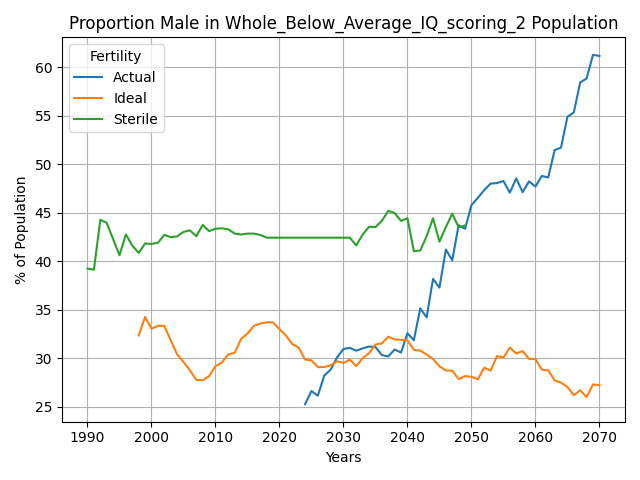 Proportion Male in Whole_Below_Average_IQ_scoring_2 Population
Fertility
Actual
Ideal
Sterile
% of Population
60
55
50
45
40
35
30
25
1990 2000 2010 2020 2030 2040 2050 2060 2070
Years